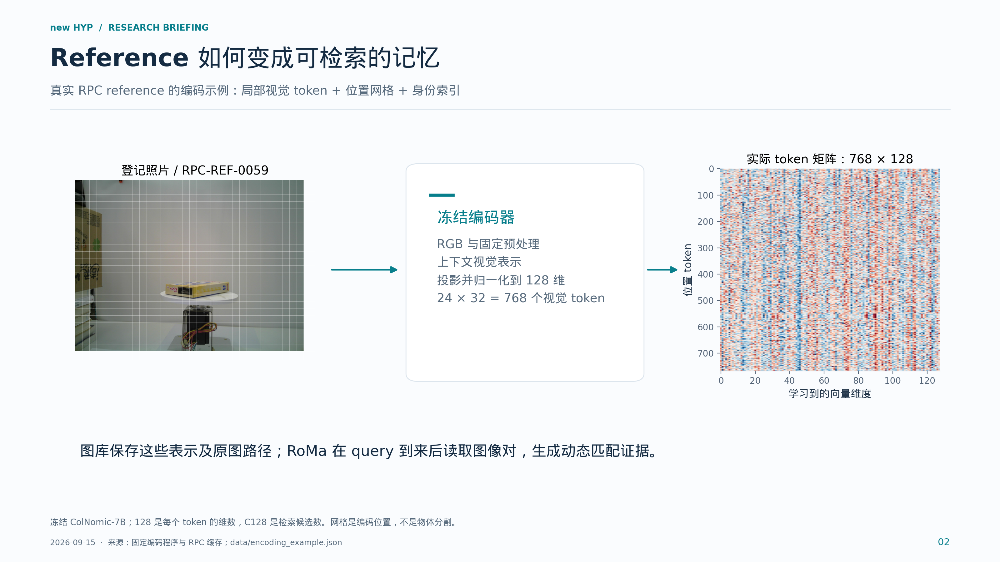 new HYP / RESEARCH BRIEFING
Reference 如何变成可检索的记忆
真实 RPC reference 的编码示例：局部视觉 token + 位置网格 + 身份索引
登记照片 / RPC-REF-0059
AStick
冻结编码器
RGB 与固定预处理
上下文视觉表示
投影并归一化到 128 维
24 × 32 = 768 个视觉 token
实际 token 矩阵：768 × 128
位置 token
0
100
200
300
400
500
600
700
0 20 40 60 80 100 120
学习到的向量维度
图库保存这些表示及原图路径；RoMa 在 query 到来后读取图像对，生成动态匹配证据。
冻结 ColNomic-7B；128 是每个 token 的维数，C128 是检索候选数。网格是编码位置，不是物体分割。
2026-09-15 · 来源：固定编码程序与 RPC 缓存；data/encoding_example.json
02